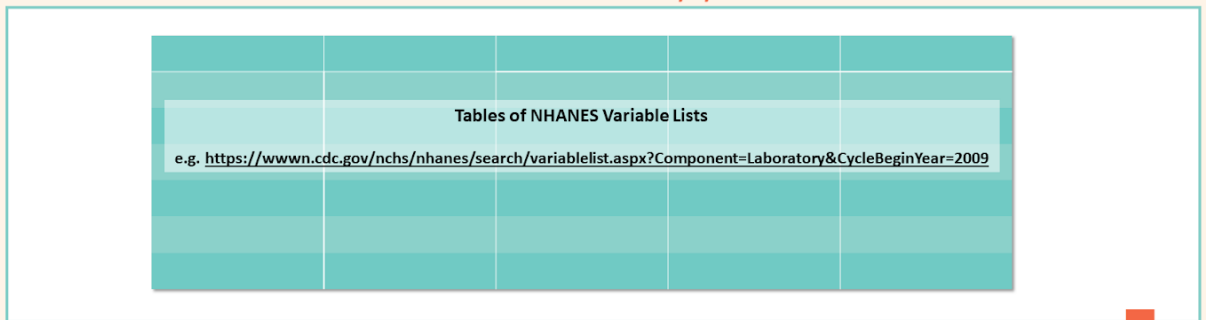 Tables of NHANES Variable Lists
e.g. https://wwwn.cdc.gov/nchs/nhanes/search/variablelist.aspx?Component=Laboratory&CycleBeginYear=2009